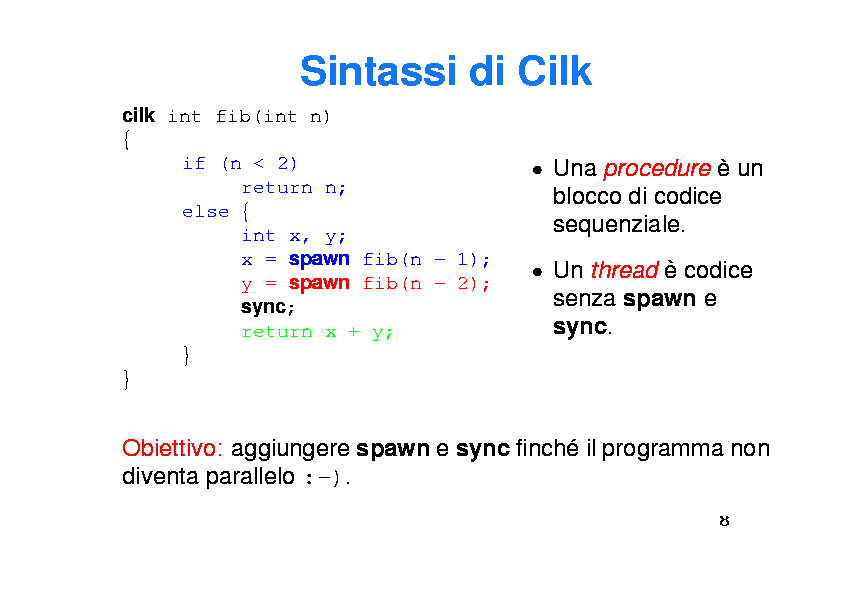 Sintassi di Cilk
cilk int fib(int n)
{
if (n < 2)
return n;
else {
int x, y;
x = spawn fib(n - 1);
y = spawn fib(n - 2);
sync;
return x + y;
}
}
• Una procedure è un
blocco di codice
sequenziale.
• Un thread è codice
senza spawn e
sync.
Obiettivo: aggiungere spawn e sync finché il programma non
diventa parallelo :-).
8